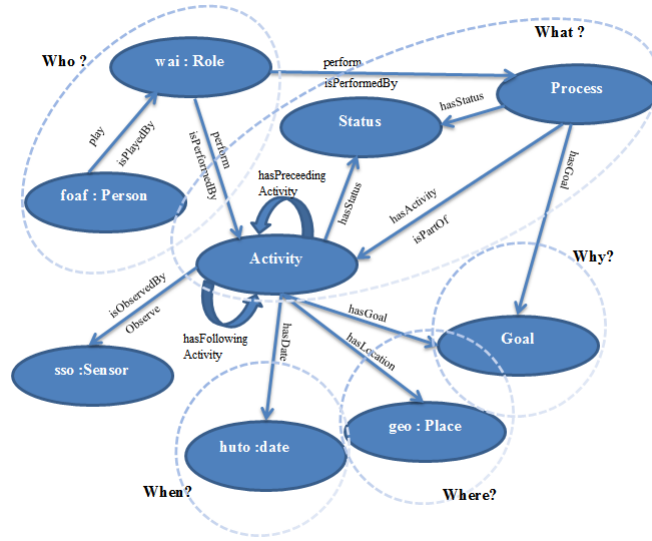 Who ?
What ?
wai : Role
perform
isPerformedBy
Process
hasStatus
Status
play
isPlayedBy
perform
isPerformedBy
hasPreceeding
Activity
hasStatus
hasActivity
isPartOf
hasGoal
foaf : Person
Activity
Why?
isObservedBy
Observe
hasFollowing
Activity
hasDate
hasGoal
hasLocation
Goal
sso :Sensor
huto :date
geo : Place
When?
Where?